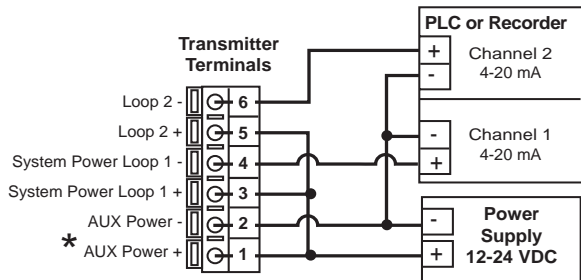 PLC or Recorder
Transmitter
Terminals
+
Channel 2
-
4-20 mA
Loop 2 -
6
Loop 2 +
5
-
Channel 1
System Power Loop 1 -
4
+
4-20 mA
System Power Loop 1 +
3
AUX Power -
2
-
Power
Supply
* AUX Power +
1
+
12-24 VDC